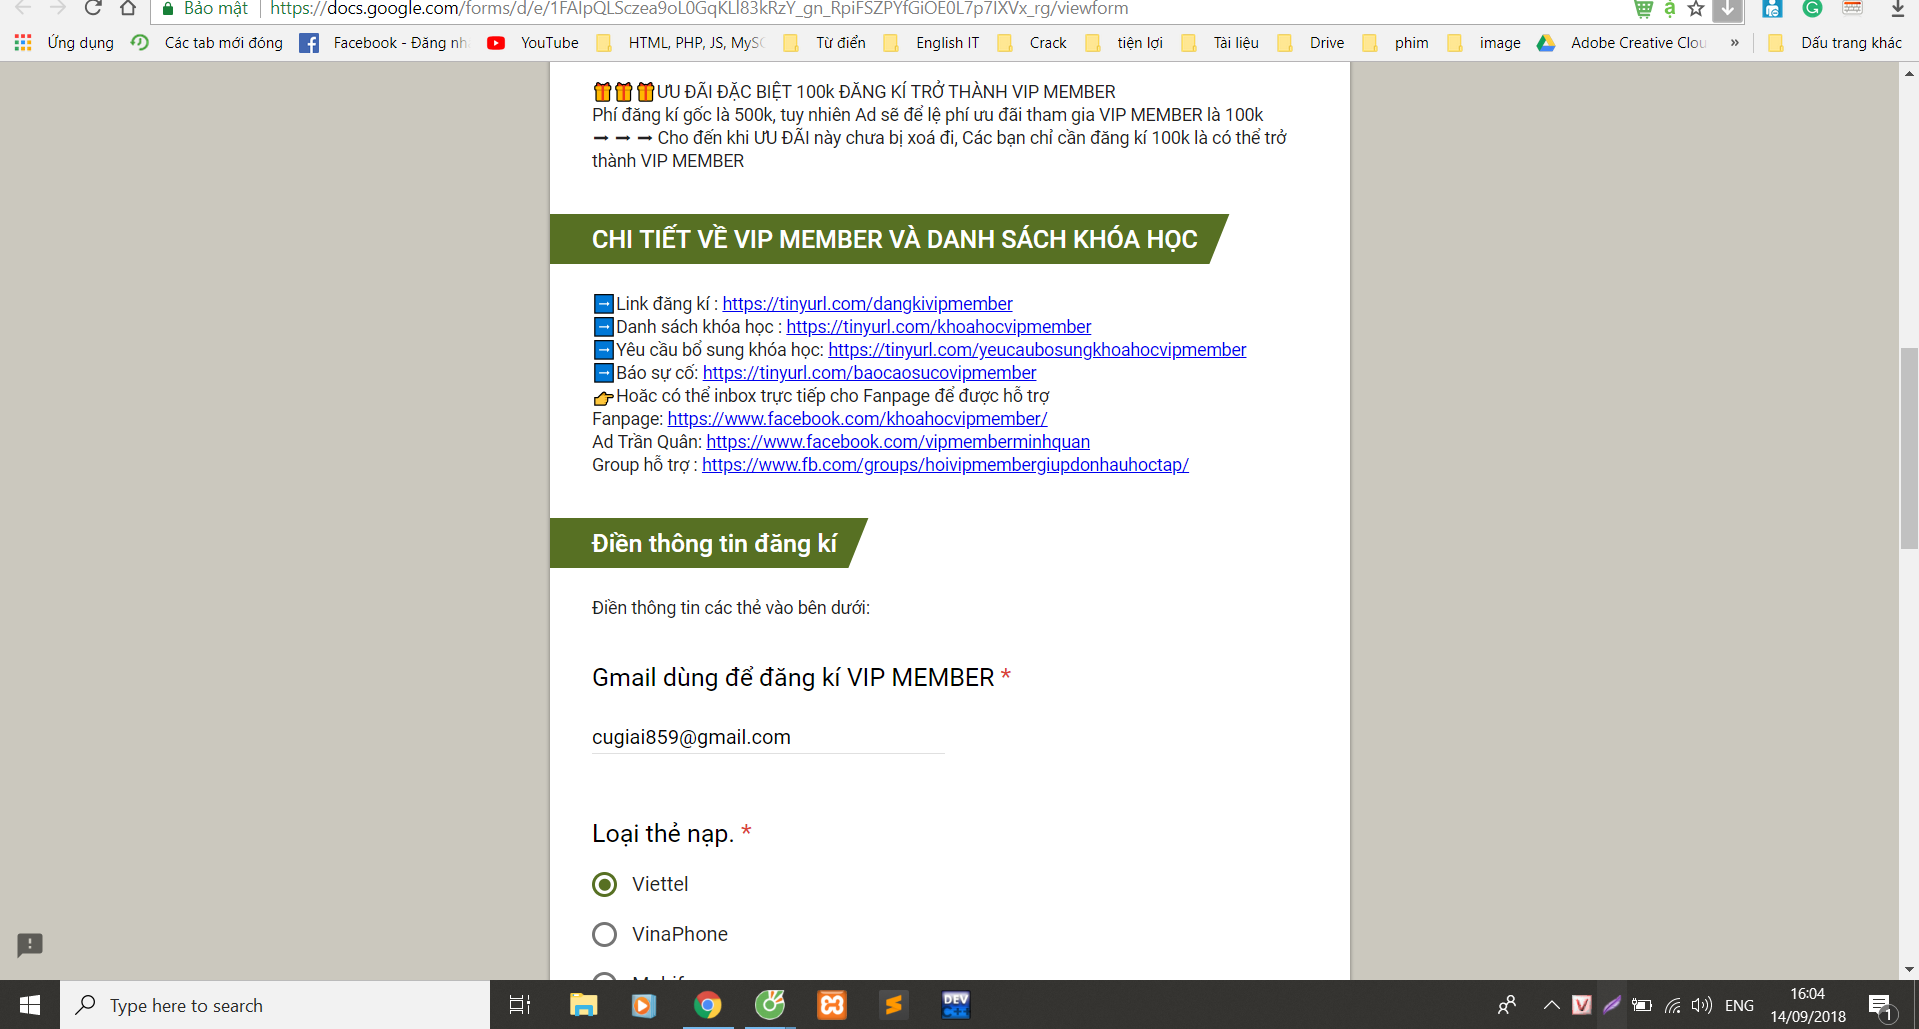 Bảo mật
https://docs.google.com/forms/d/e/1FAIpQLSczea9oL0GqKLl83kRzY_gn_RpiFSZPYfGiOE0L7p7IXVx_rg/viewform
Ứng dụng Các tab mới đóng Facebook - Đăng nh YouTube HTML, PHP, JS, MyS Từ điển English IT Crack tiện lợi Tài liệu Drive phim image Adobe Creative Clou » Dấu trang khác
ƯU ĐÃI ĐẶC BIỆT 100k ĐĂNG KÍ TRỞ THÀNH VIP MEMBER
Phí đăng kí gốc là 500k, tuy nhiên Ad sẽ để lệ phí ưu đãi tham gia VIP MEMBER là 100k
➞ ➞ ➞ Cho đến khi ƯU ĐÃI này chưa bị xoá đi, Các bạn chỉ cần đăng kí 100k là có thể trở
thành VIP MEMBER
CHI TIẾT VỀ VIP MEMBER VÀ DANH SÁCH KHÓA HỌC
➡Link đăng kí : https://tinyurl.com/dangkivipmember
➡Danh sách khóa học : https://tinyurl.com/khoahocvipmember
➡Yêu cầu bổ sung khóa học: https://tinyurl.com/yeucaubosungkhoahocvipmember
➡Báo sự cố: https://tinyurl.com/baocaosucovipmember
Hoăc có thể inbox trực tiếp cho Fanpage để được hỗ trợ
Fanpage: https://www.facebook.com/khoahocvipmember/
Ad Trần Quân: https://www.facebook.com/vipmemberminhquan
Group hỗ trợ : https://www.fb.com/groups/hoivipmembergiupdonhauhoctap/
Điền thông tin đăng kí
Điền thông tin các thẻ vào bên dưới:
Gmail dùng để đăng kí VIP MEMBER *
cugiai859@gmail.com
Loại thẻ nạp. *
Viettel
VinaPhone
Type here to search
DEV
ENG
16:04
14/09/2018
1